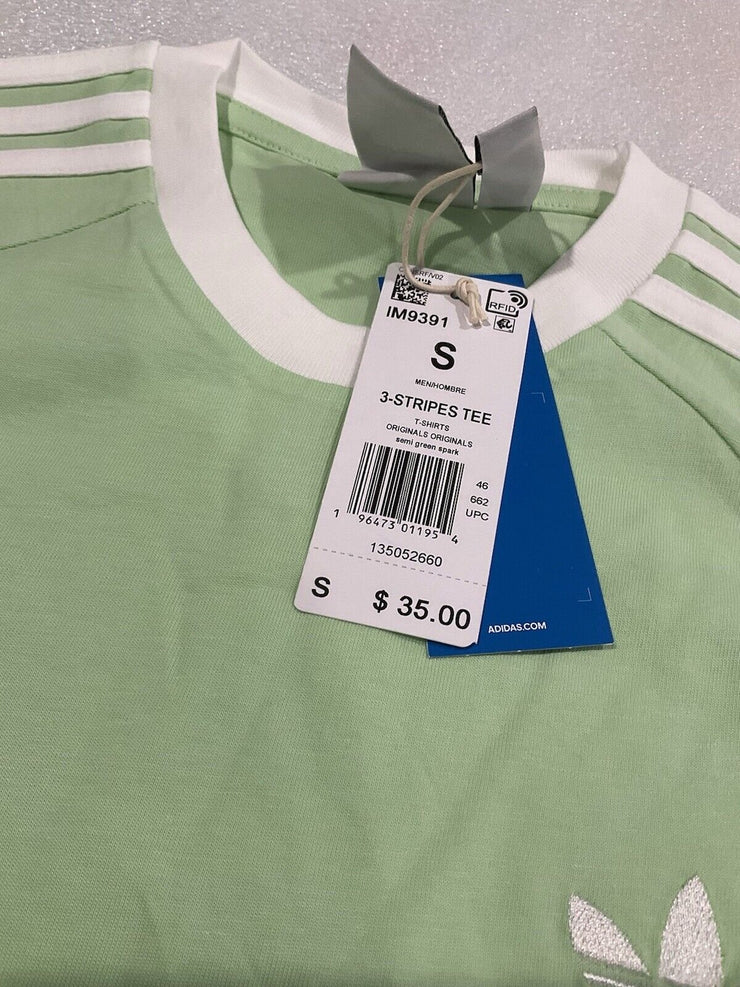 RFID
IM9391
S
MEN/HOMBRE
3-STRIPES TEE
T-SHIRTS
ORIGINALS ORIGINALS
semi green spark
46
662
UPC
1 96473 01195 4
135052660
S $ 35.00
ADIDAS.COM